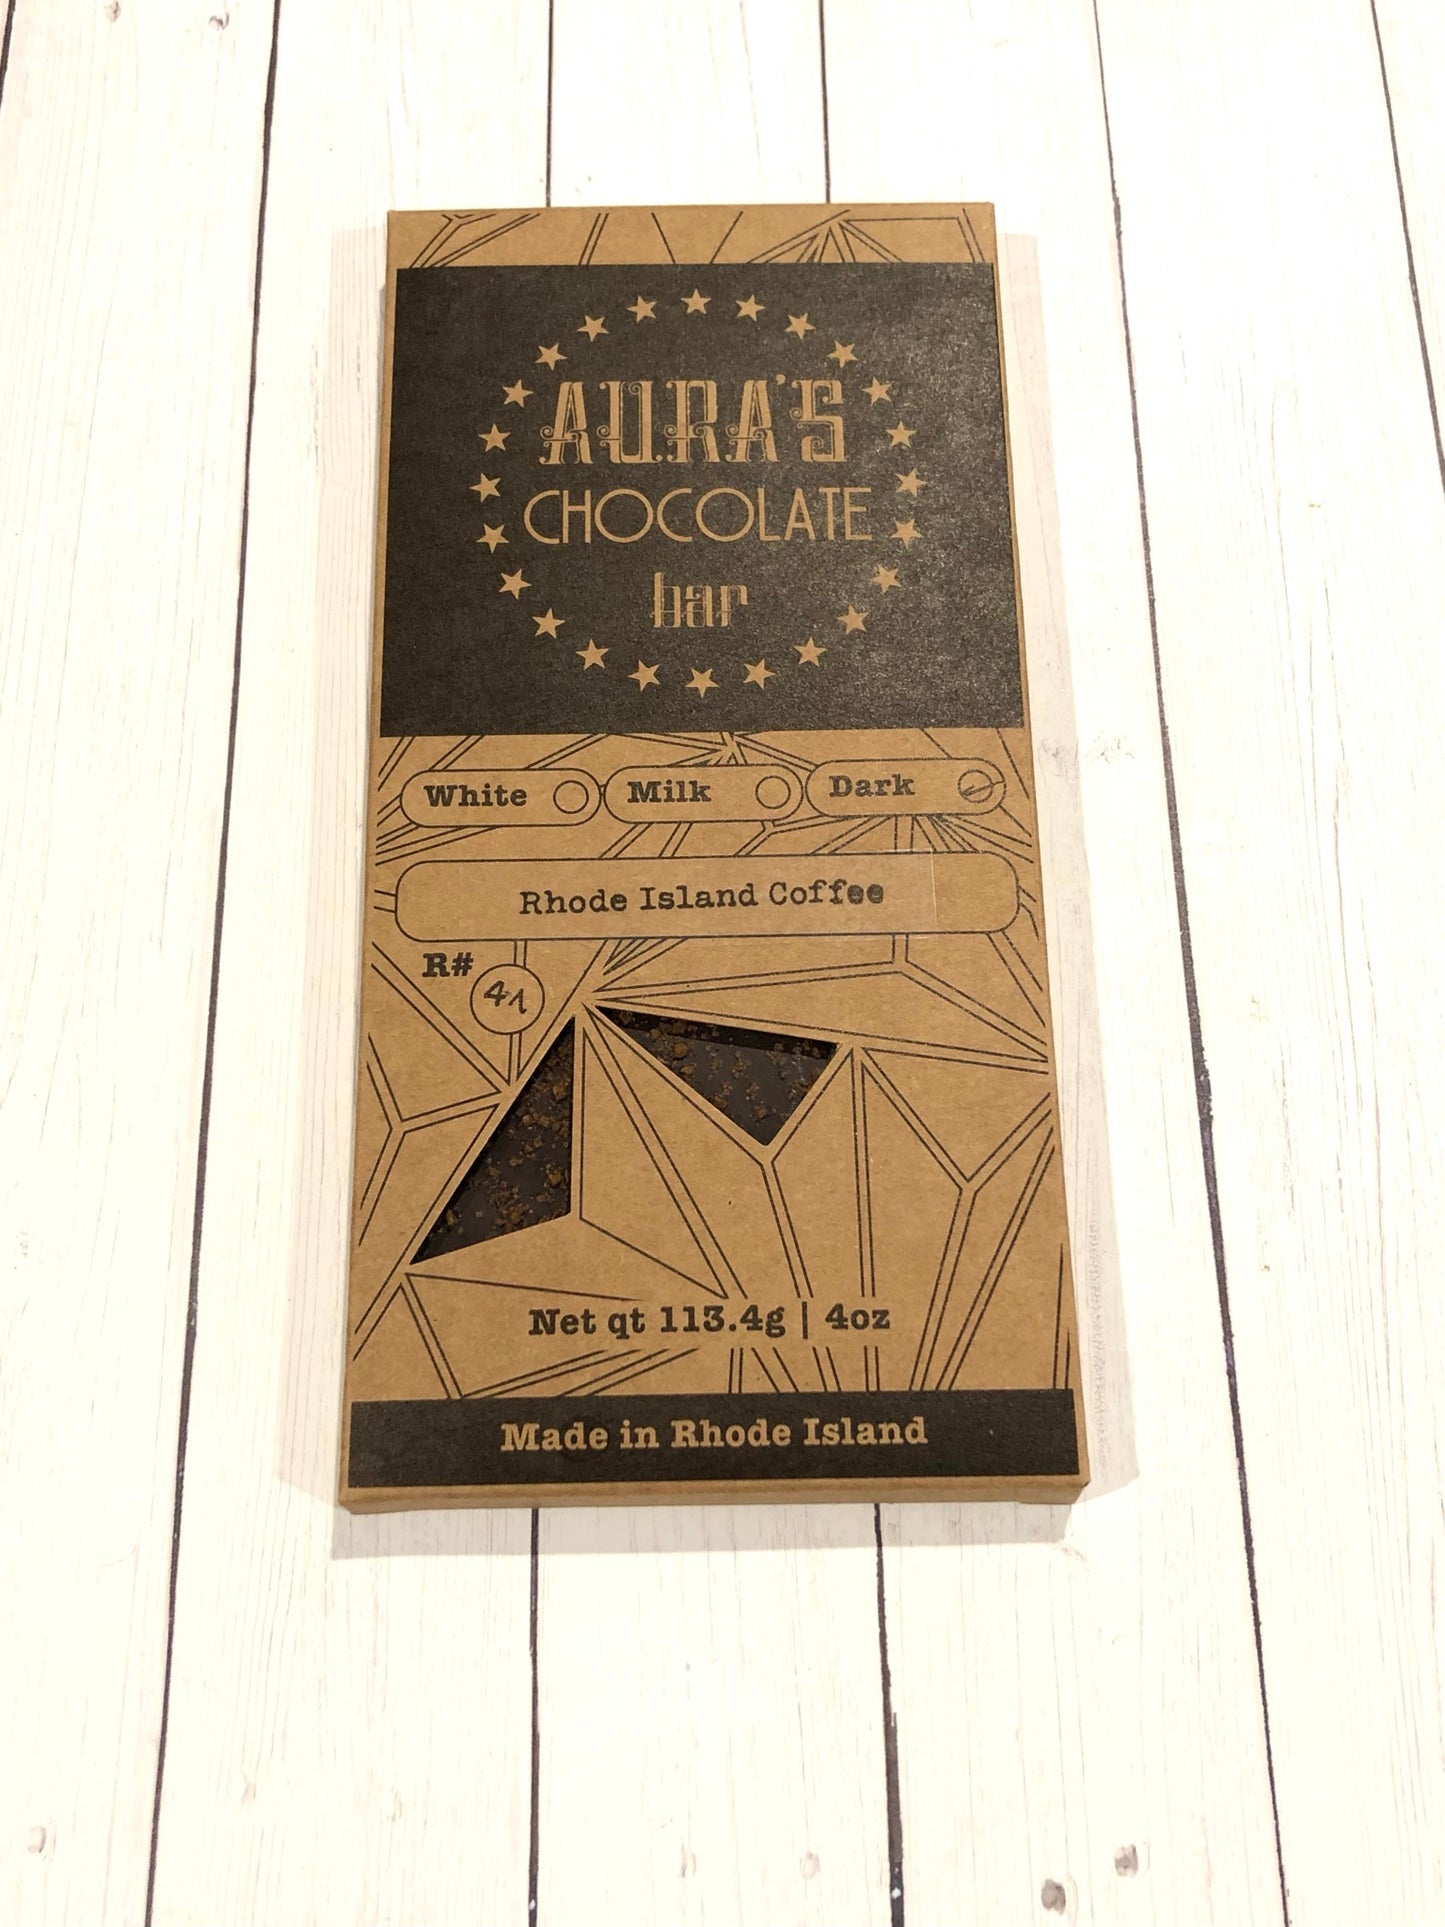 AURA'S
CHOCOLATE
bar
White Milk Dark
Rhode Island Coffee
R#
41
Net qt 113.4g | 4oz
Made in Rhode Island